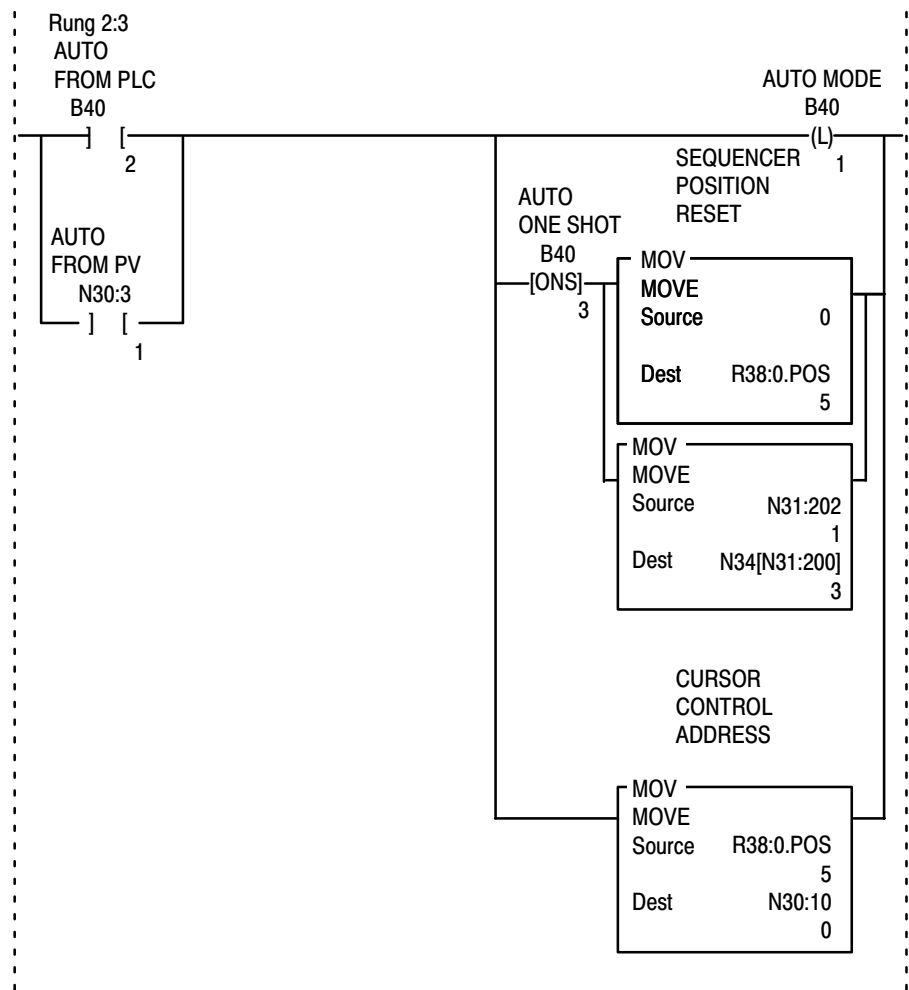 Rung 2:3
AUTO
FROM PLC
B40
] [
2
AUTO
FROM PV
N30:3
] [
1
AUTO MODE
B40
(L)
1
SEQUENCER
POSITION
RESET
AUTO
ONE SHOT
B40
[ONS]
3
MOV
MOVE
Source 0
Dest R38:0.POS
5
MOV
MOVE
Source N31:202
1
Dest N34[N31:200]
3
CURSOR
CONTROL
ADDRESS
MOV
MOVE
Source R38:0.POS
5
Dest N30:10
0